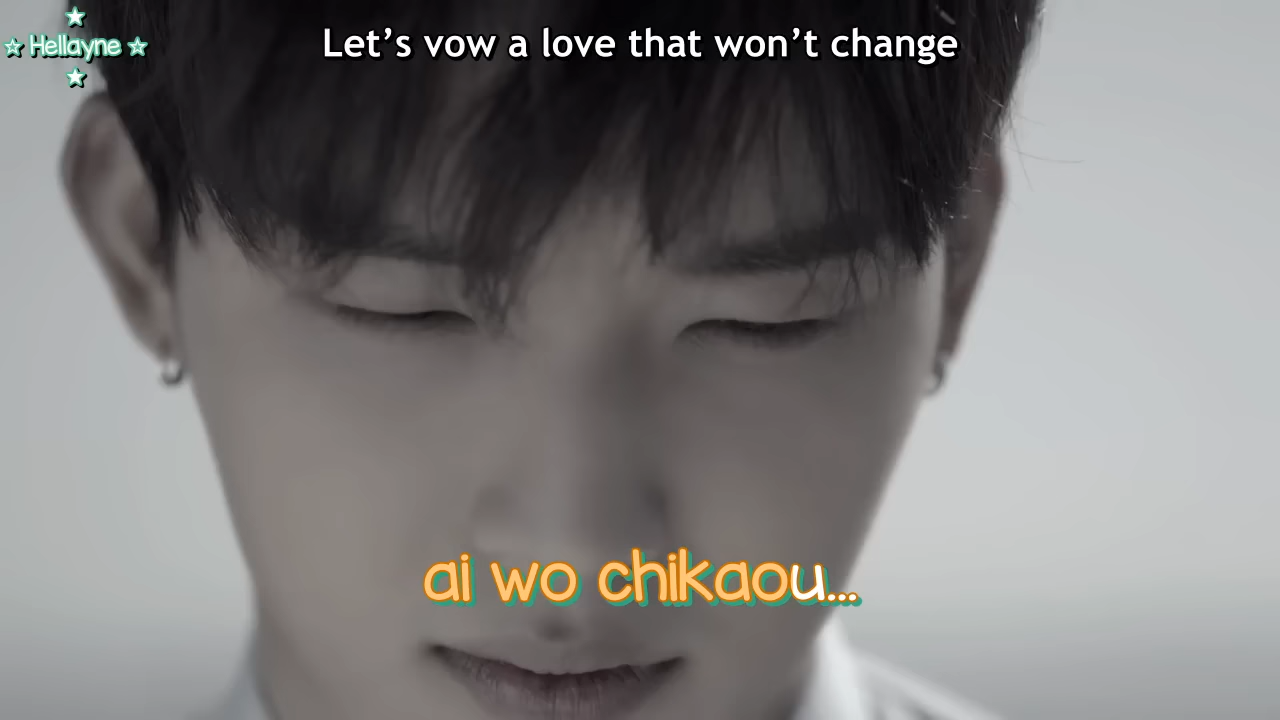 ☆ Hellayne ☆
Let's vow a love that won't change
ai wo chikaou...